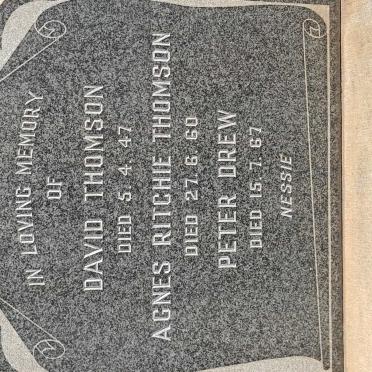 IN LOVING MEMORY
OF
DAVID THOMSON
DIED 5. 4. 47
AGNES RITCHIE THOMSON
DIED 27. 6. 60
PETER DREW
DIED 15. 7. 67
NESSIE